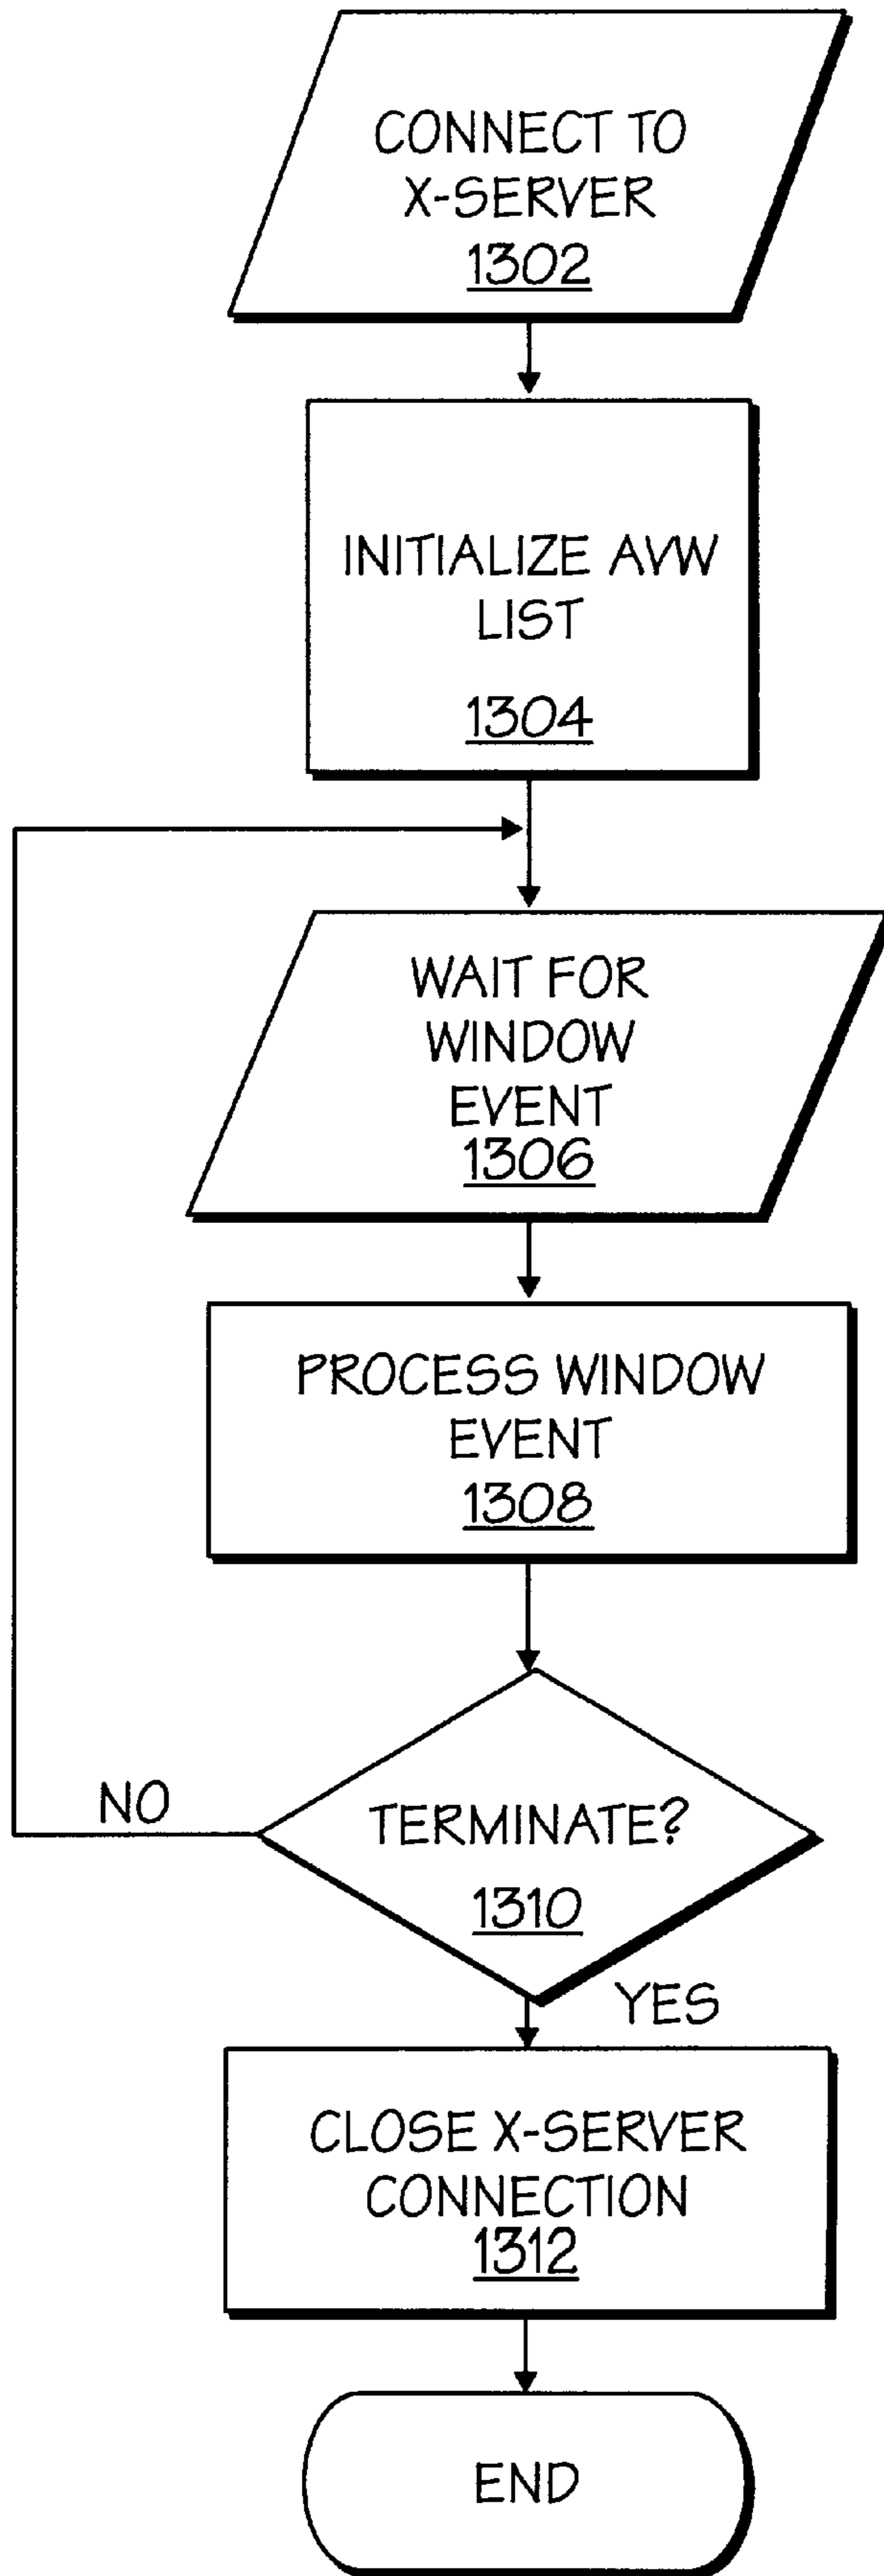 CONNECT TO
X-SERVER
1302
INITIALIZE AVW
LIST
1304
WAIT FOR
WINDOW
EVENT
1306
PROCESS WINDOW
EVENT
1308
NO
TERMINATE?
1310
YES
CLOSE X-SERVER
CONNECTION
1312
END